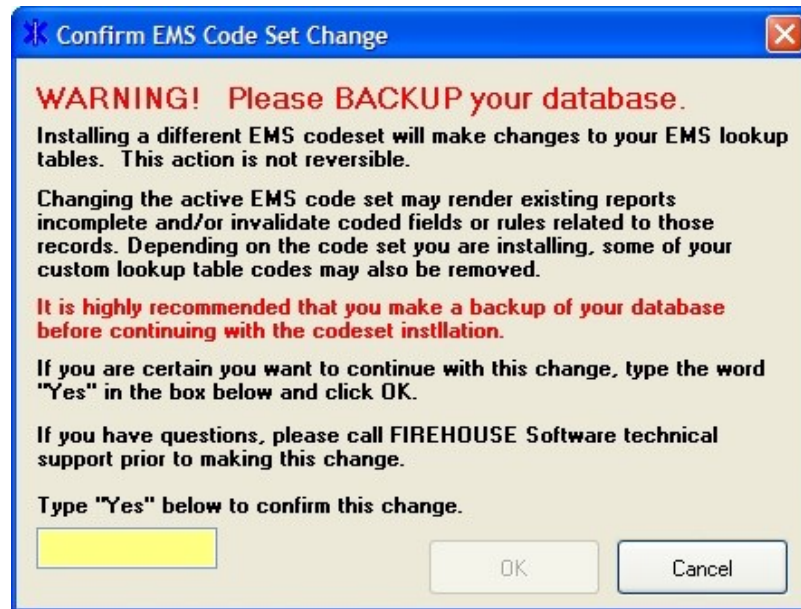 Confirm EMS Code Set Change
WARNING!   Please BACKUP your database.
Installing a different EMS codeset will make changes to your EMS lookup
tables.  This action is not reversible.
Changing the active EMS code set may render existing reports
incomplete and/or invalidate coded fields or rules related to those
records. Depending on the code set you are installing, some of your
custom lookup table codes may also be removed.
It is highly recommended that you make a backup of your database
before continuing with the codeset instllation.
If you are certain you want to continue with this change, type the word
"Yes" in the box below and click OK.
If you have questions, please call FIREHOUSE Software technical
support prior to making this change.
Type "Yes" below to confirm this change.
OK
Cancel